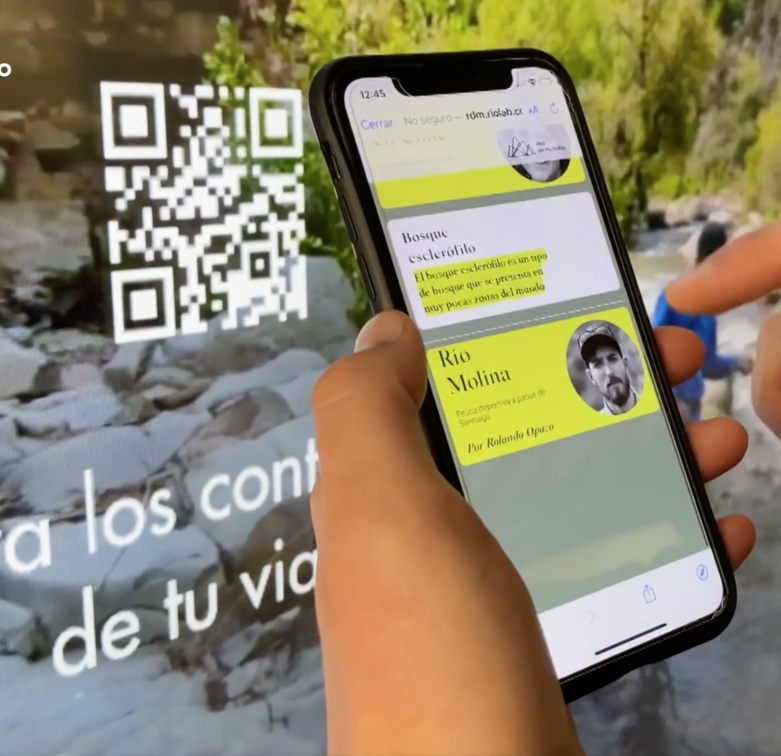 o
12:45
Cerrar No seguro — rdm.riolab.cr AA
Bosque
esclerófilo
El bosque esclerófilo es un tipo
de bosque que se presenta en
muy pocas zonas del mundo
Río
Molina
Pesca deportiva a pasos de
Santiago
Por Rolando Opazo
a los cont
de tu via